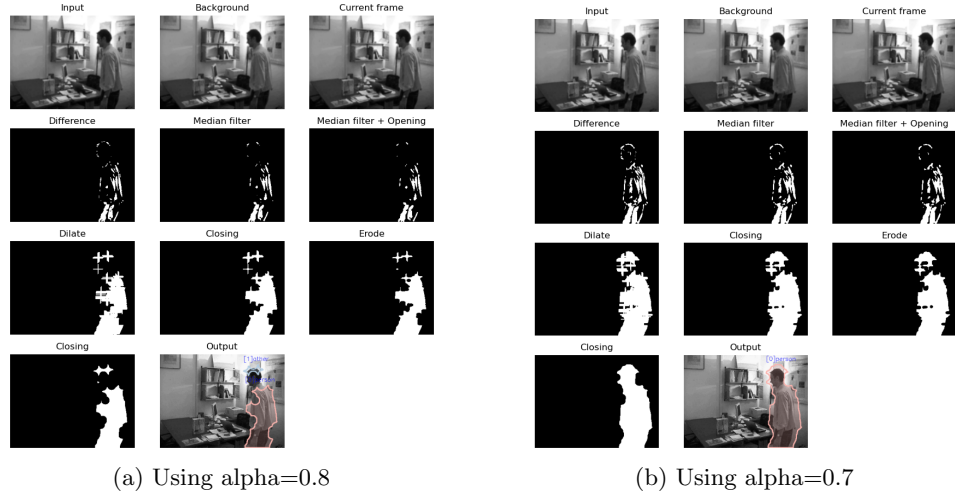 Input Background Current frame
Difference Median filter Median filter + Opening
Dilate Closing Erode
Closing Output
(a) Using alpha=0.8
Input Background Current frame
Difference Median filter Median filter + Opening
Dilate Closing Erode
Closing Output
[0]person
(b) Using alpha=0.7